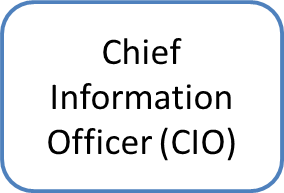 Chief
Information
Officer (CIO)